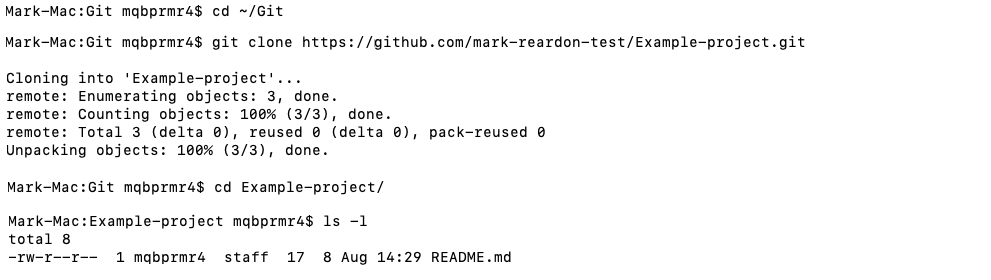 Mark-Mac:Git mqbprmr4$ cd ~/Git
Mark-Mac:Git mqbprmr4$ git clone https://github.com/mark-reardon-test/Example-project.git
Cloning into 'Example-project'...
remote: Enumerating objects: 3, done.
remote: Counting objects: 100% (3/3), done.
remote: Total 3 (delta 0), reused 0 (delta 0), pack-reused 0
Unpacking objects: 100% (3/3), done.
Mark-Mac:Git mqbprmr4$ cd Example-project/
Mark-Mac:Example-project mqbprmr4$ ls -l
total 8
-rw-r--r--  1 mqbprmr4  staff  17  8 Aug 14:29 README.md